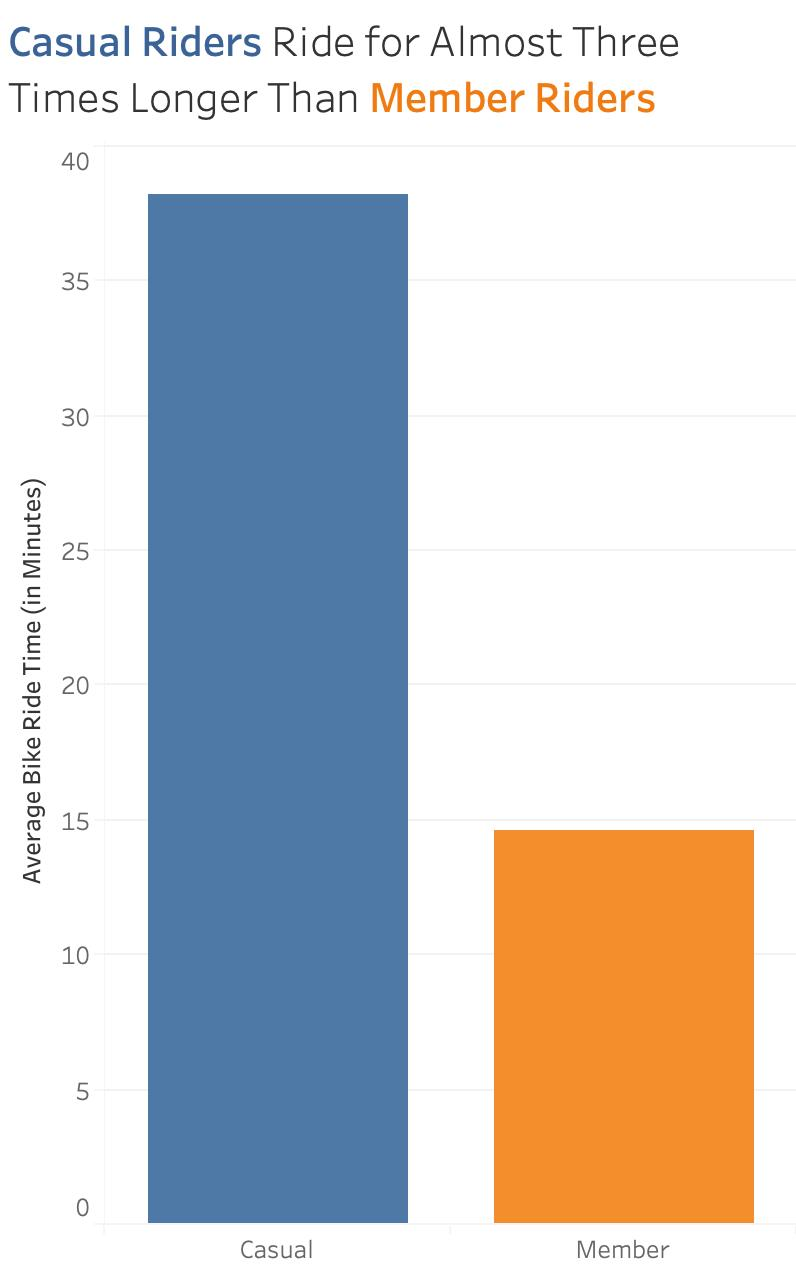 Casual Riders Ride for Almost Three
Times Longer Than Member Riders
Average Bike Ride Time (in Minutes)
40
35
30
25
20
15
10
5
0
Casual
Member